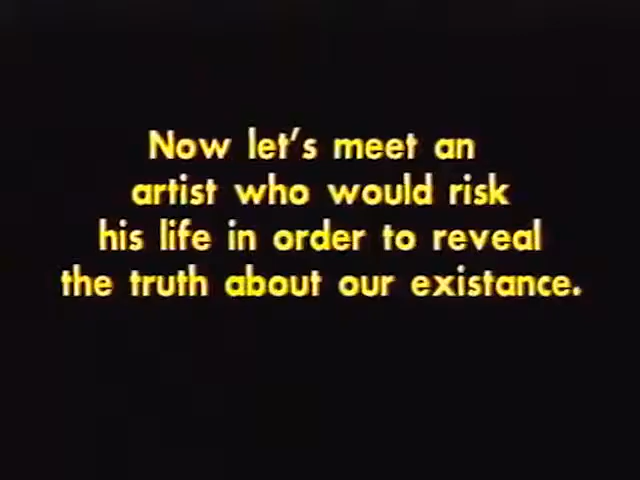 Now let's meet an
artist who would risk
his life in order to reveal
the truth about our existance.